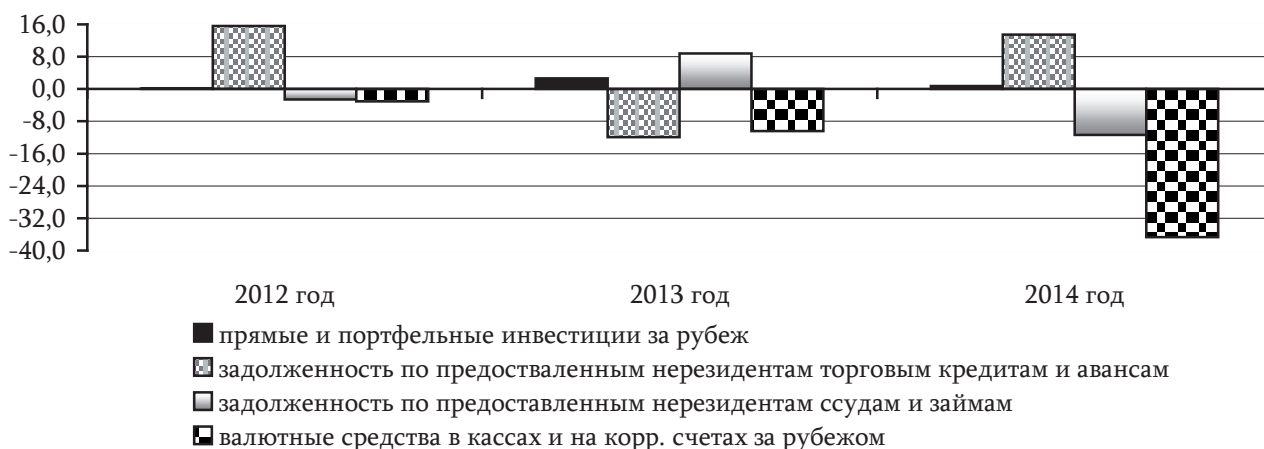 16,0
8,0
0,0
-8,0
-16,0
-24,0
-32,0
-40,0
2012 год 2013 год 2014 год
прямые и портфельные инвестиции за рубеж
задолженность по предостваленным нерезидентам торговым кредитам и авансам
задолженность по предоставленным нерезидентам ссудам и займам
валютные средства в кассах и на корр. счетах за рубежом